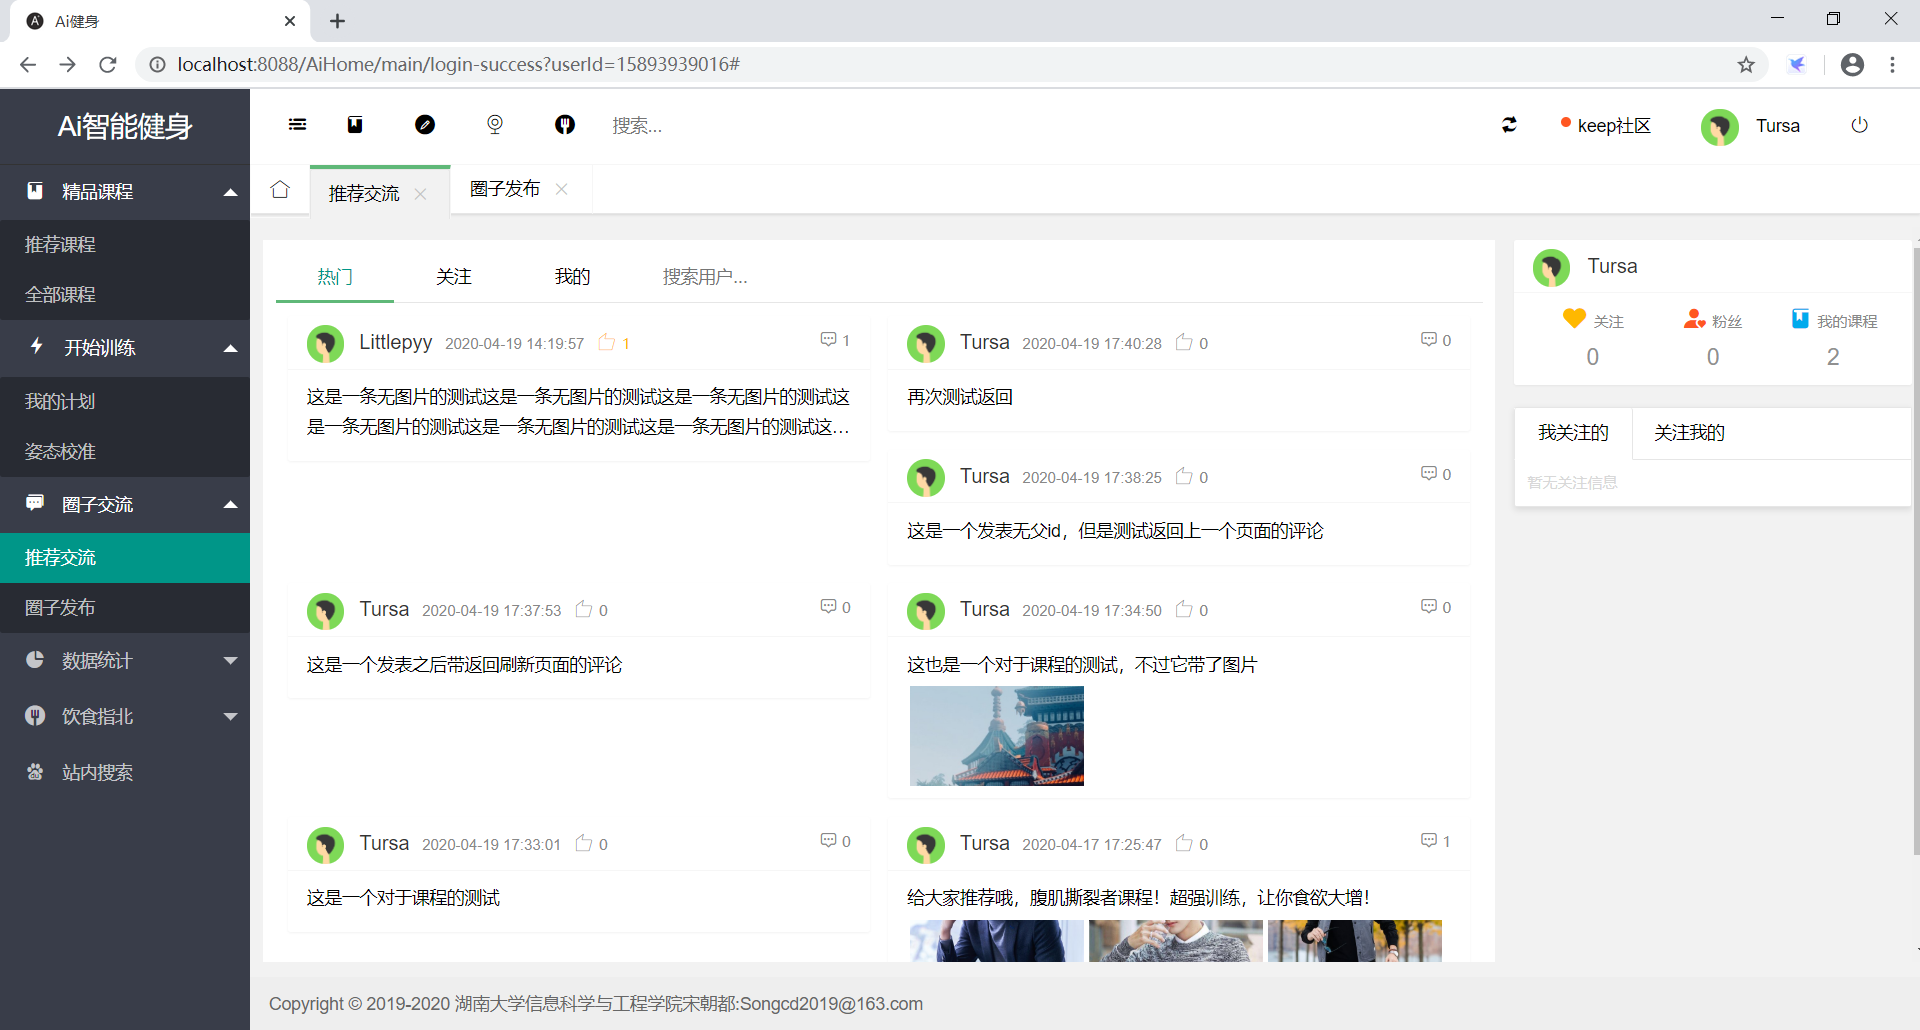 Ai健身
localhost:8088/AiHome/main/login-success?userId=15893939016#
Ai智能健身
搜索...
keep社区
Tursa
精品课程
推荐课程
全部课程
开始训练
我的计划
姿态校准
圈子交流
推荐交流
圈子发布
数据统计
饮食指北
站内搜索
推荐交流
圈子发布
热门 关注 我的 搜索用户...
Littlepyy 2020-04-19 14:19:57 1 1
这是一条无图片的测试这是一条无图片的测试这是一条无图片的测试这
是一条无图片的测试这是一条无图片的测试这是一条无图片的测试这...
Tursa 2020-04-19 17:40:28 0 0
再次测试返回
Tursa 2020-04-19 17:38:25 0 0
这是一个发表无父id，但是测试返回上一个页面的评论
Tursa 2020-04-19 17:37:53 0 0
这是一个发表之后带返回刷新页面的评论
Tursa 2020-04-19 17:34:50 0 0
这也是一个对于课程的测试，不过它带了图片
Tursa 2020-04-19 17:33:01 0 0
这是一个对于课程的测试
Tursa 2020-04-17 17:25:47 0 1
给大家推荐哦，腹肌撕裂者课程！超强训练，让你食欲大增！
Tursa
关注 粉丝 我的课程
0 0 2
我关注的 关注我的
暂无关注信息
Copyright © 2019-2020 湖南大学信息科学与工程学院宋朝都:Songcd2019@163.com